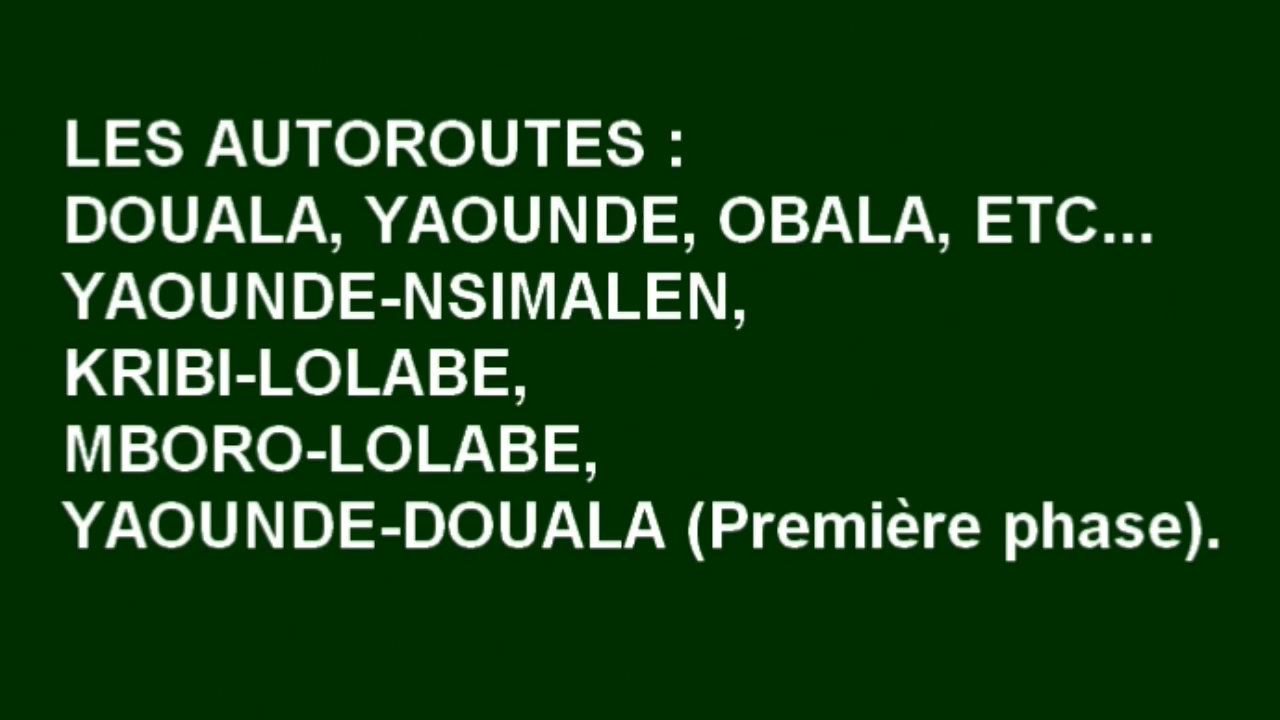 LES AUTOROUTES :
DOUALA, YAOUNDE, OBALA, ETC...
YAOUNDE-NSIMALEN,
KRIBI-LOLABE,
MBORO-LOLABE,
YAOUNDE-DOUALA (Première phase).